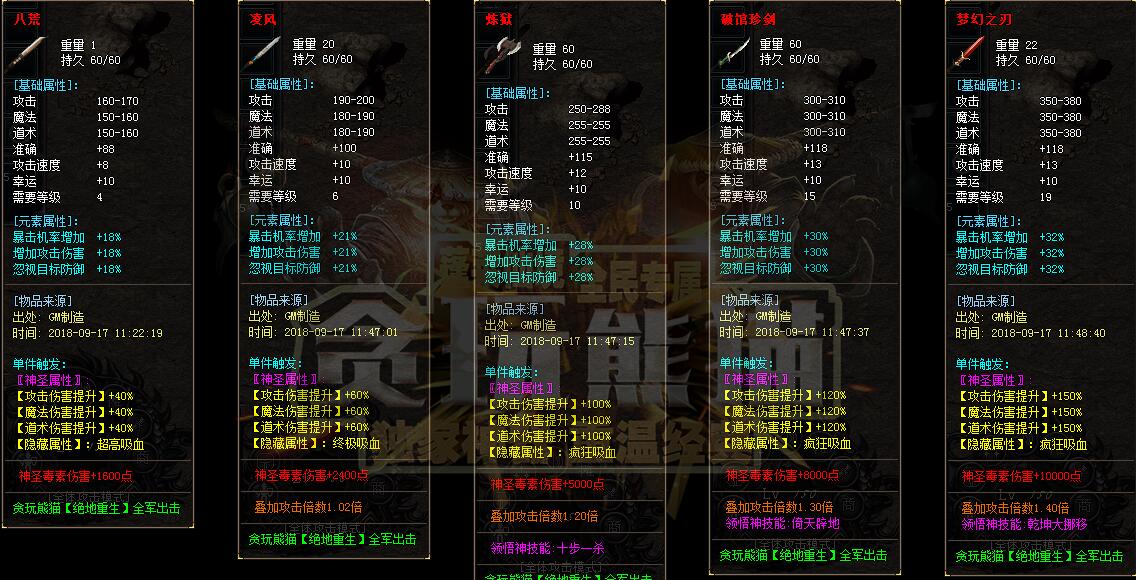 八荒
重量 1
持久 60/60
[基础属性]:
攻击 160-170
魔法 150-160
道术 150-160
准确 +88
攻击速度 +8
幸运 +10
需要等级 4
[元素属性]:
暴击机率增加 +18%
增加攻击伤害 +18%
忽视目标防御 +18%
[物品来源]
出处: GM制造
时间: 2018-09-17 11:22:19
单件触发:
〖神圣属性〗
【攻击伤害提升】+40%
【魔法伤害提升】+40%
【道术伤害提升】+40%
【隐藏属性】: 超高吸血
神圣毒素伤害+1600点
贪玩熊猫【绝地重生】全军出击
凌风
重量 20
持久 60/60
[基础属性]:
攻击 190-200
魔法 180-190
道术 180-190
准确 +100
攻击速度 +10
幸运 +10
需要等级 6
[元素属性]:
暴击机率增加 +21%
增加攻击伤害 +21%
忽视目标防御 +21%
[物品来源]
出处: GM制造
时间: 2018-09-17 11:47:01
单件触发:
〖神圣属性〗
【攻击伤害提升】+60%
【魔法伤害提升】+60%
【道术伤害提升】+60%
【隐藏属性】: 终极吸血
神圣毒素伤害+2400点
叠加攻击倍数1.02倍
贪玩熊猫【绝地重生】全军出击
炼狱
重量 60
持久 60/60
[基础属性]:
攻击 250-288
魔法 255-255
道术 255-255
准确 +115
攻击速度 +12
幸运 +10
需要等级 10
[元素属性]:
暴击机率增加 +28%
增加攻击伤害 +28%
忽视目标防御 +28%
[物品来源]
出处: GM制造
时间: 2018-09-17 11:47:15
单件触发:
〖神圣属性〗
【攻击伤害提升】+100%
【魔法伤害提升】+100%
【道术伤害提升】+100%
【隐藏属性】: 疯狂吸血
神圣毒素伤害+5000点
叠加攻击倍数1.20倍
领悟神技能:十步一杀
[全体攻击模式]
贪玩熊猫【绝地重生】全军出击
破馆珍剑
重量 60
持久 60/60
[基础属性]:
攻击 300-310
魔法 300-310
道术 300-310
准确 +118
攻击速度 +13
幸运 +10
需要等级 15
[元素属性]:
暴击机率增加 +30%
增加攻击伤害 +30%
忽视目标防御 +30%
[物品来源]
出处: GM制造
时间: 2018-09-17 11:47:37
单件触发:
〖神圣属性〗
【攻击伤害提升】+120%
【魔法伤害提升】+120%
【道术伤害提升】+120%
【隐藏属性】: 疯狂吸血
神圣毒素伤害+8000点
叠加攻击倍数1.30倍
领悟神技能:倚天辟地
贪玩熊猫【绝地重生】全军出击
梦幻之刃
重量 22
持久 60/60
[基础属性]:
攻击 350-380
魔法 350-380
道术 350-380
准确 +118
攻击速度 +13
幸运 +10
需要等级 19
[元素属性]:
暴击机率增加 +32%
增加攻击伤害 +32%
忽视目标防御 +32%
[物品来源]
出处: GM制造
时间: 2018-09-17 11:48:40
单件触发:
〖神圣属性〗
【攻击伤害提升】+150%
【魔法伤害提升】+150%
【道术伤害提升】+150%
【隐藏属性】: 疯狂吸血
神圣毒素伤害+10000点
叠加攻击倍数1.40倍
领悟神技能:乾坤大挪移
贪玩熊猫【绝地重生】全军出击
全民专属
贪玩熊猫